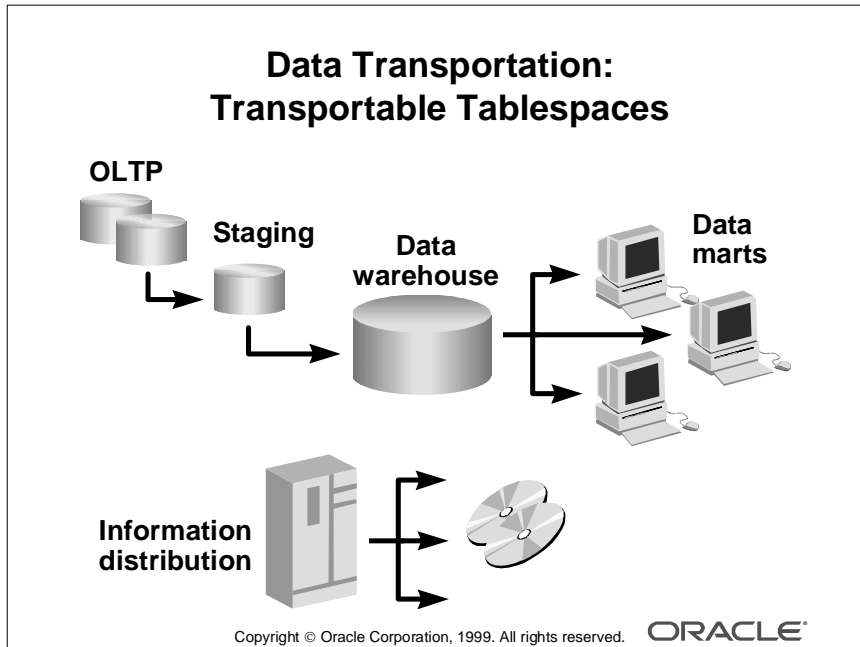 Data Transportation:
Transportable Tablespaces
OLTP
Staging
Data
warehouse
Data
marts
Information
distribution
Copyright © Oracle Corporation, 1999. All rights reserved.
ORACLE®